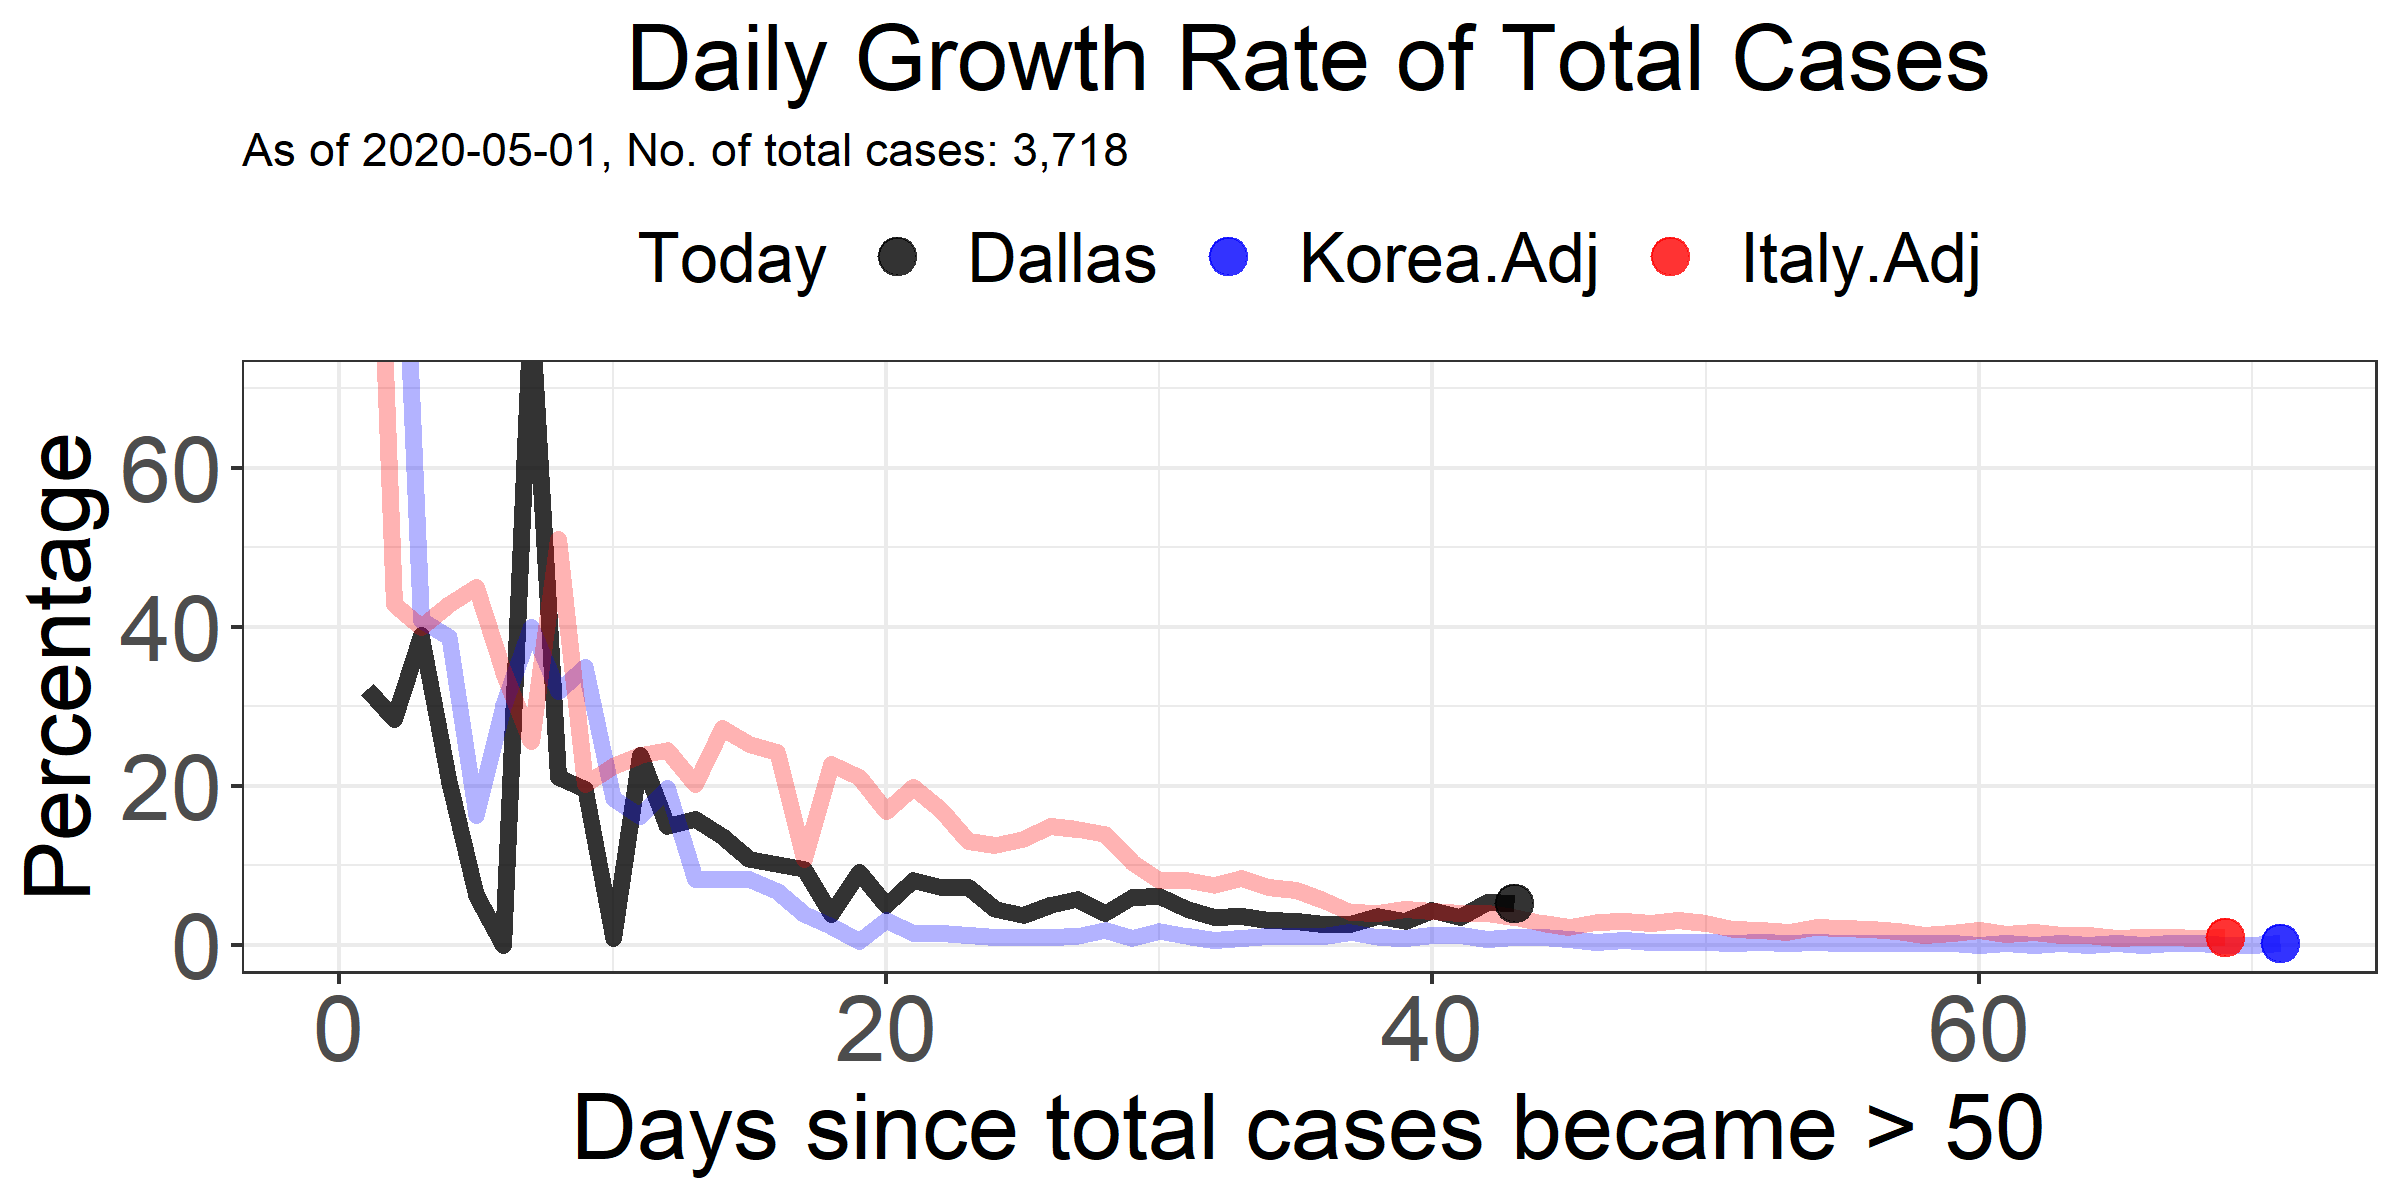 Daily Growth Rate of Total Cases
As of 2020-05-01, No. of total cases: 3,718
Today Dallas Korea.Adj Italy.Adj
Percentage
60
40
20
0
0 20 40 60
Days since total cases became > 50